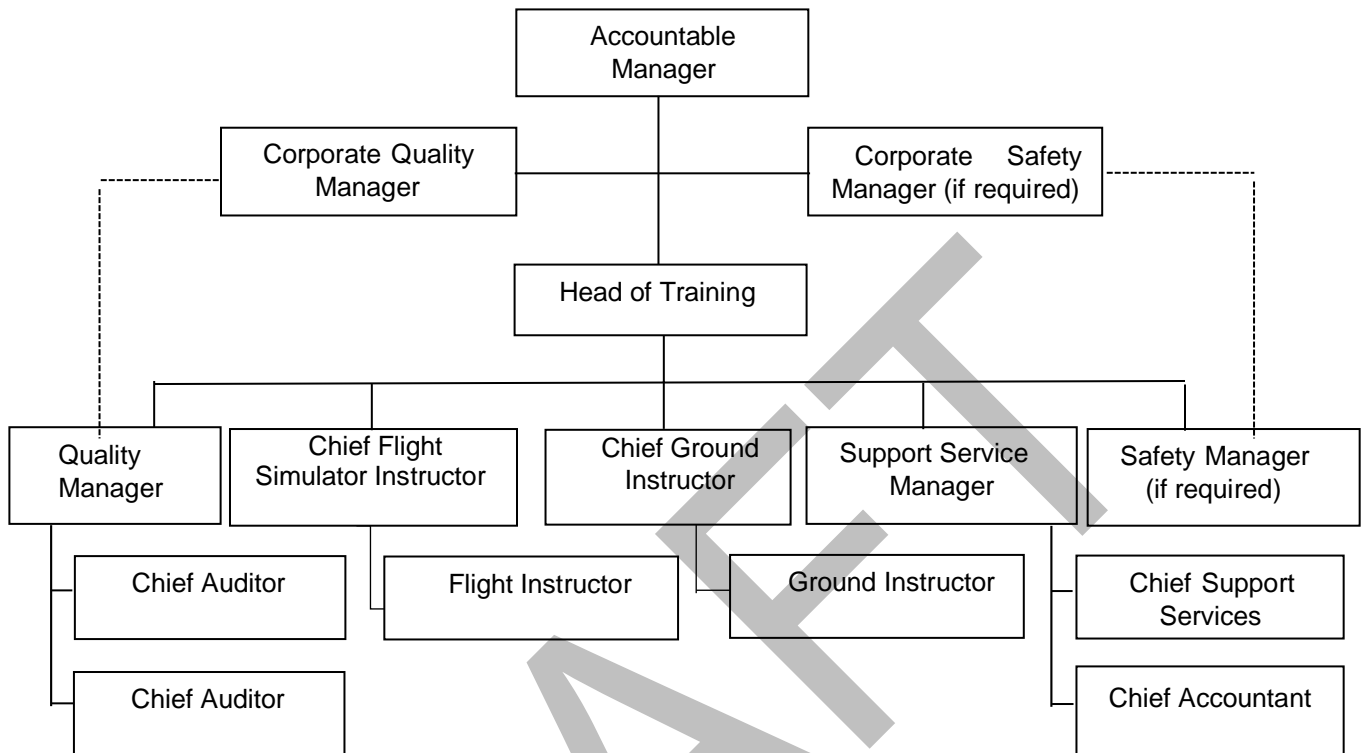 Accountable
Manager
Corporate Quality
Manager
Corporate Safety
Manager (if required)
Head of Training
Quality
Manager
Chief Flight
Simulator Instructor
Chief Ground
Instructor
Support Service
Manager
Safety Manager
(if required)
Chief Auditor
Flight Instructor
Ground Instructor
Chief Support
Services
Chief Auditor
Chief Accountant
AFT